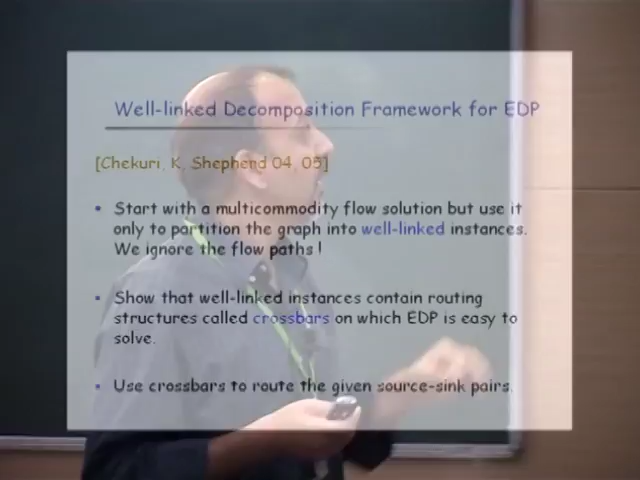 Well-linked Decomposition Framework for EDP
[Chekuri, K, Shepherd 04, 05]
• Start with a multicommodity flow solution but use it
only to partition the graph into well-linked instances.
We ignore the flow paths !
• Show that well-linked instances contain routing
structures called crossbars on which EDP is easy to
solve.
• Use crossbars to route the given source-sink pairs.